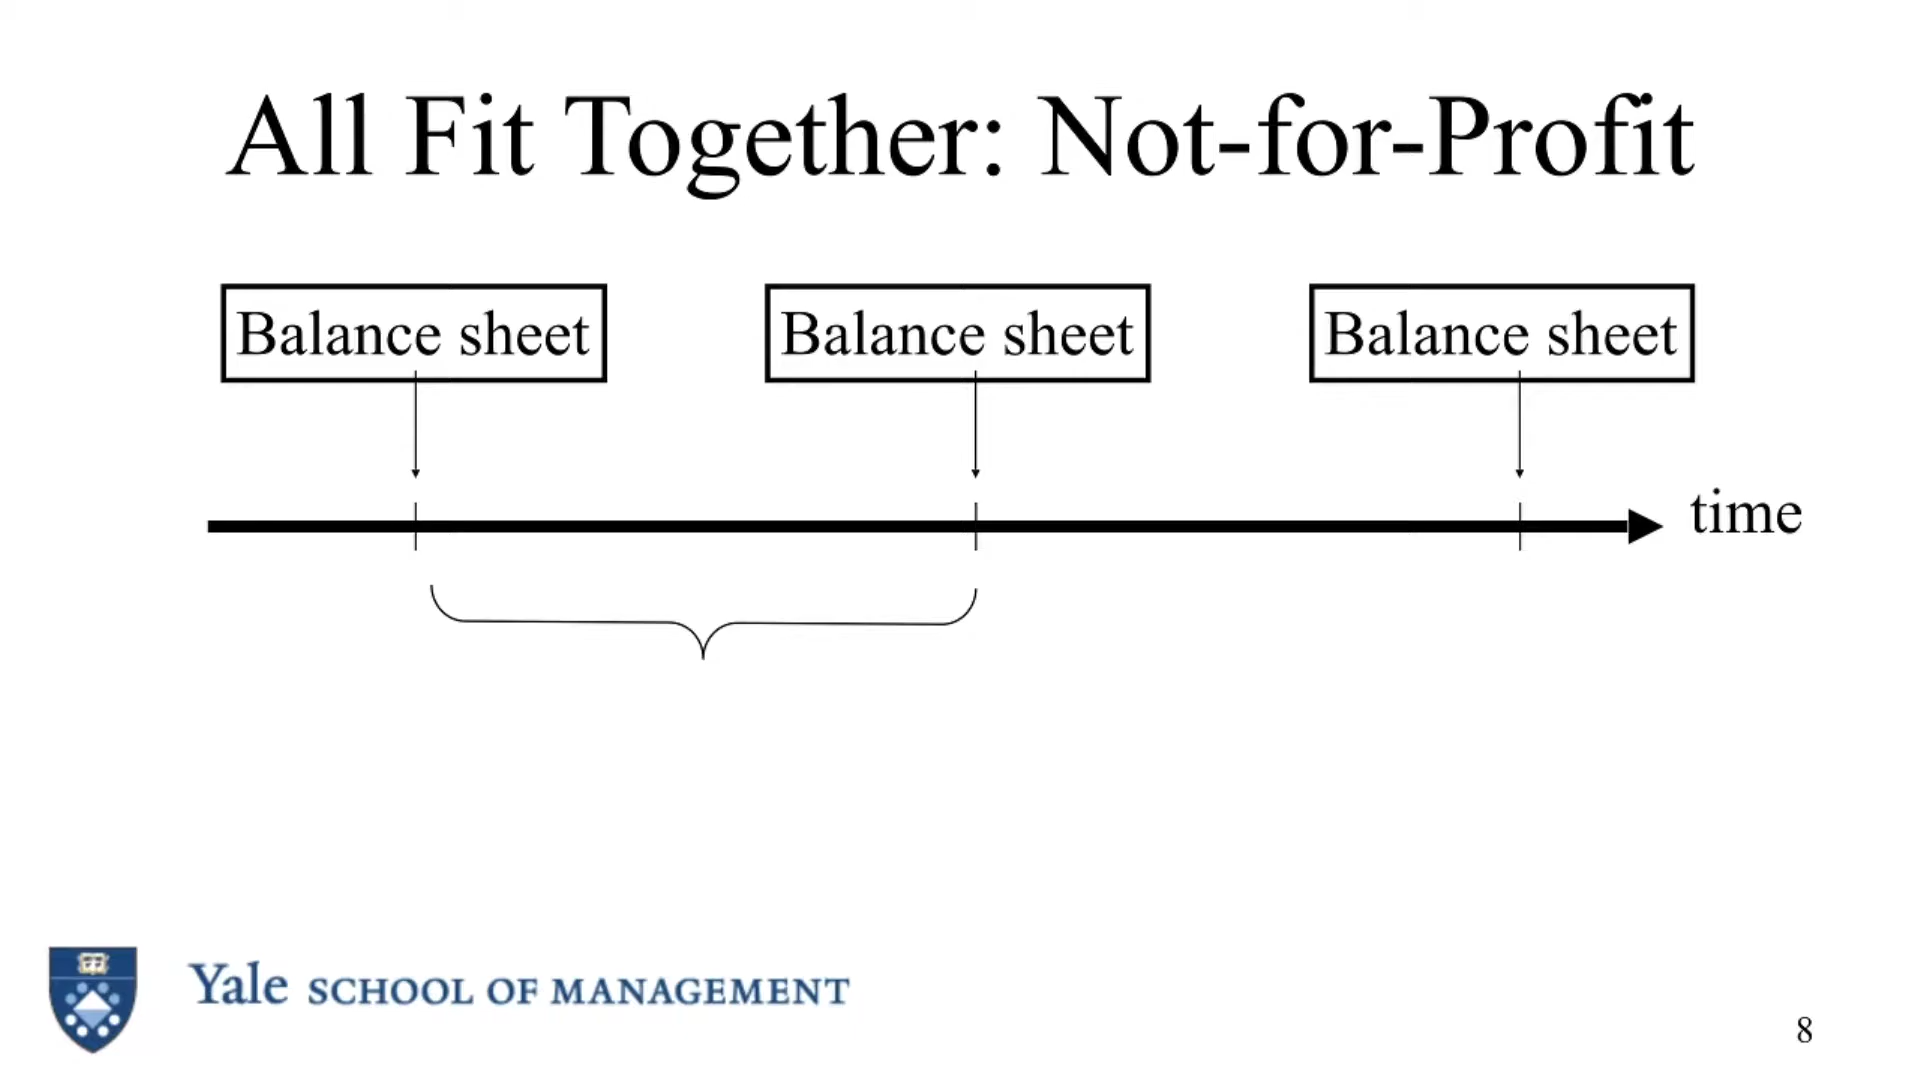 All Fit Together: Not-for-Profit
Balance sheet
Balance sheet
Balance sheet
time
Yale SCHOOL OF MANAGEMENT
8